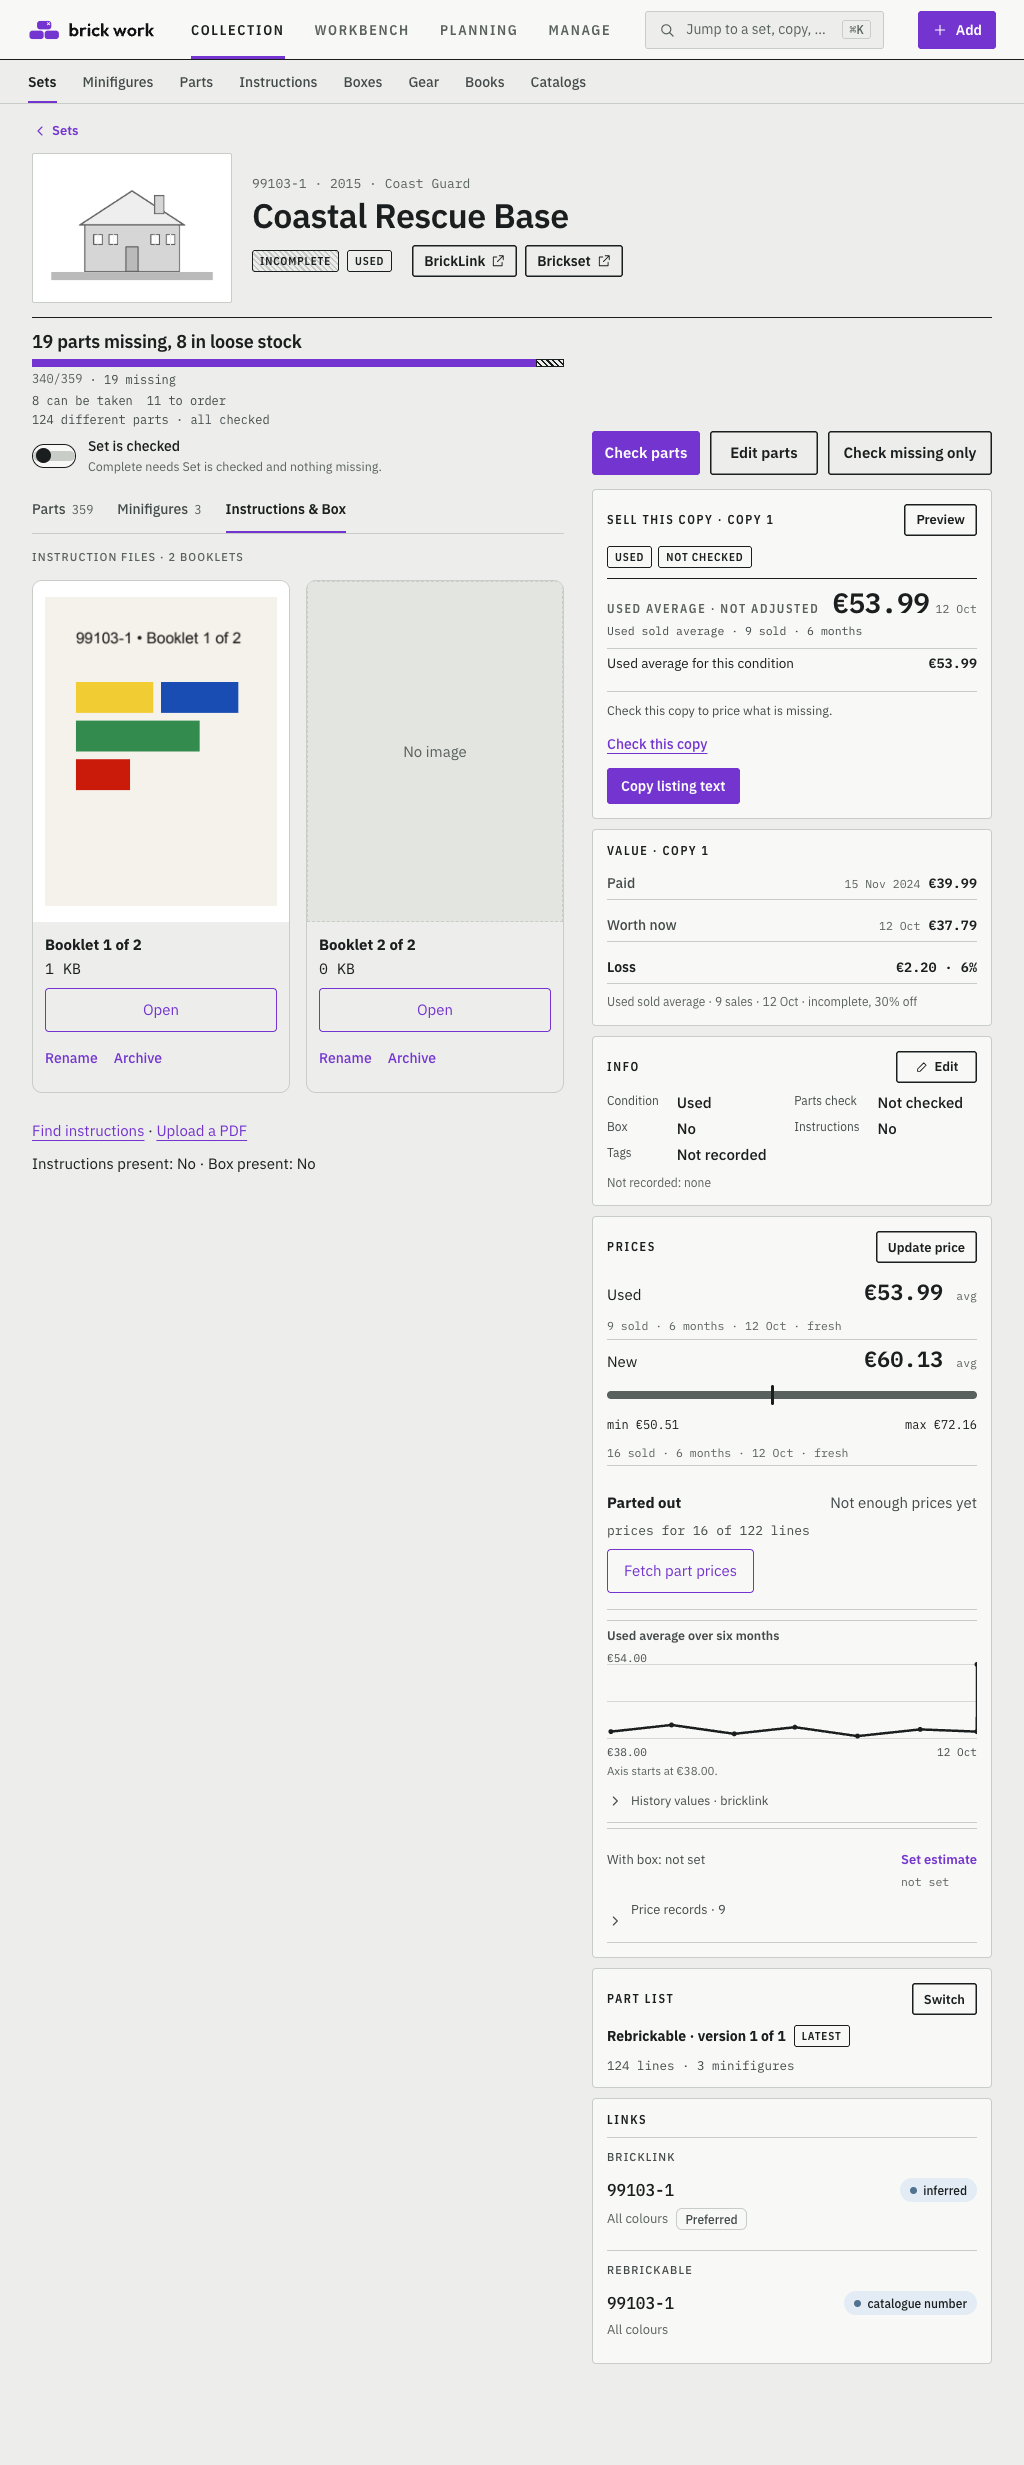 brick work
COLLECTION WORKBENCH PLANNING MANAGE
Jump to a set, copy, ... ⌘K
+ Add
Sets Minifigures Parts Instructions Boxes Gear Books Catalogs
Sets
99103-1 · 2015 · Coast Guard
Coastal Rescue Base
INCOMPLETE USED BrickLink Brickset
19 parts missing, 8 in loose stock
340/359 · 19 missing
8 can be taken 11 to order
124 different parts · all checked
Set is checked
Complete needs Set is checked and nothing missing.
Parts 359 Minifigures 3 Instructions & Box
INSTRUCTION FILES · 2 BOOKLETS
99103-1 • Booklet 1 of 2
Booklet 1 of 2
1 KB
Open
Rename Archive
No image
Booklet 2 of 2
0 KB
Open
Rename Archive
Find instructions · Upload a PDF
Instructions present: No · Box present: No
Check parts Edit parts Check missing only
SELL THIS COPY · COPY 1 Preview
USED NOT CHECKED
USED AVERAGE · NOT ADJUSTED €53.99 12 Oct
Used sold average · 9 sold · 6 months
Used average for this condition €53.99
Check this copy to price what is missing.
Check this copy
Copy listing text
VALUE · COPY 1
Paid 15 Nov 2024 €39.99
Worth now 12 Oct €37.79
Loss €2.20 · 6%
Used sold average · 9 sales · 12 Oct · incomplete, 30% off
INFO Edit
Condition Used Parts check Not checked
Box No Instructions No
Tags Not recorded
Not recorded: none
PRICES Update price
Used €53.99 avg
9 sold · 6 months · 12 Oct · fresh
New €60.13 avg
min €50.51 max €72.16
16 sold · 6 months · 12 Oct · fresh
Parted out Not enough prices yet
prices for 16 of 122 lines
Fetch part prices
Used average over six months
€54.00
€38.00 12 Oct
Axis starts at €38.00.
History values · bricklink
With box: not set Set estimate
not set
Price records · 9
PART LIST Switch
Rebrickable · version 1 of 1 LATEST
124 lines · 3 minifigures
LINKS
BRICKLINK
99103-1 inferred
All colours Preferred
REBRICKABLE
99103-1 catalogue number
All colours